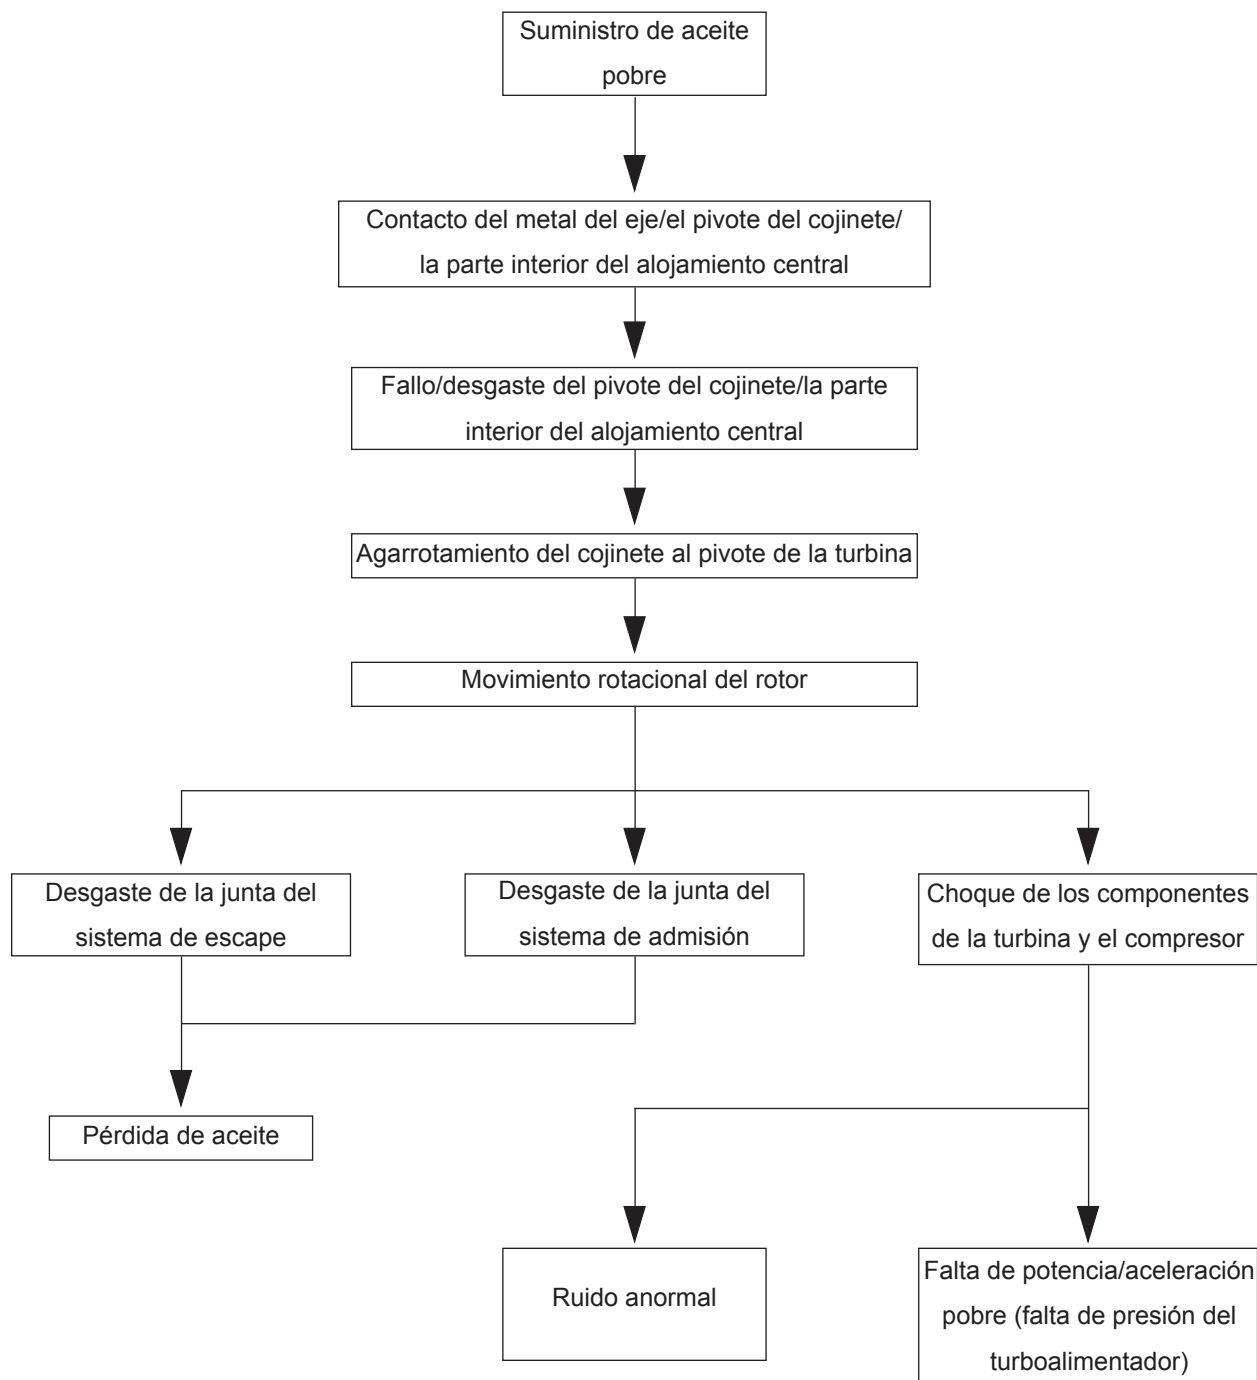 Suministro de aceite
pobre
Contacto del metal del eje/el pivote del cojinete/
la parte interior del alojamiento central
Fallo/desgaste del pivote del cojinete/la parte
interior del alojamiento central
Agarrotamiento del cojinete al pivote de la turbina
Movimiento rotacional del rotor
Desgaste de la junta del
sistema de escape
Desgaste de la junta del
sistema de admisión
Choque de los componentes
de la turbina y el compresor
Pérdida de aceite
Ruido anormal
Falta de potencia/aceleración
pobre (falta de presión del
turboalimentador)